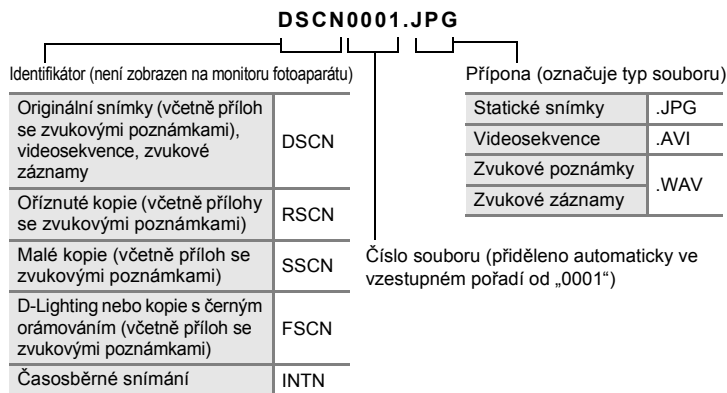 DSCN0001.JPG
Identifikátor (není zobrazen na monitoru fotoaparátu)
Originální snímky (včetně příloh
se zvukovými poznámkami),
videosekvence, zvukové
záznamy
DSCN
Oříznuté kopie (včetně přílohy
se zvukovými poznámkami)
RSCN
Malé kopie (včetně příloh se
zvukovými poznámkami)
SSCN
D-Lighting nebo kopie s černým
orámováním (včetně příloh se
zvukovými poznámkami)
FSCN
Časosběrné snímání
INTN
Přípona (označuje typ souboru)
Statické snímky
.JPG
Videosekvence
.AVI
Zvukové poznámky
Zvukové záznamy
.WAV
Číslo souboru (přiděleno automaticky ve
vzestupném pořadí od „0001“)